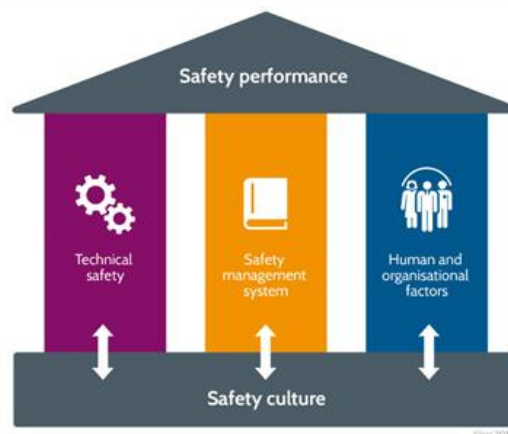 Safety performance
Technical
safety
Safety
management
system
Human and
organisational
factors
Safety culture